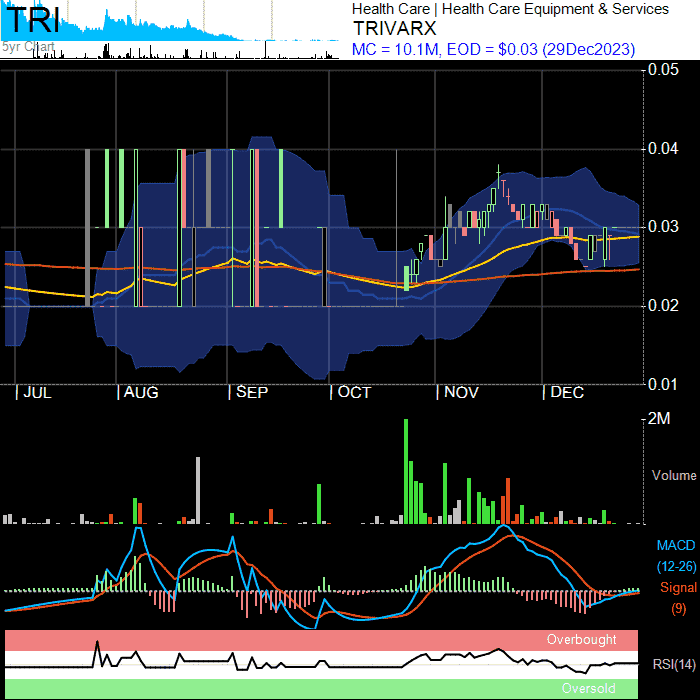 TRI
5yr Chart
Health Care | Health Care Equipment & Services
TRIVARX
MC = 10.1M, EOD = $0.03 (29Dec2023)
0.05
0.04
0.03
0.02
0.01
| JUL | AUG | SEP | OCT | NOV | DEC
2M
Volume
MACD
(12-26)
Signal
(9)
Overbought
RSI(14)
Oversold